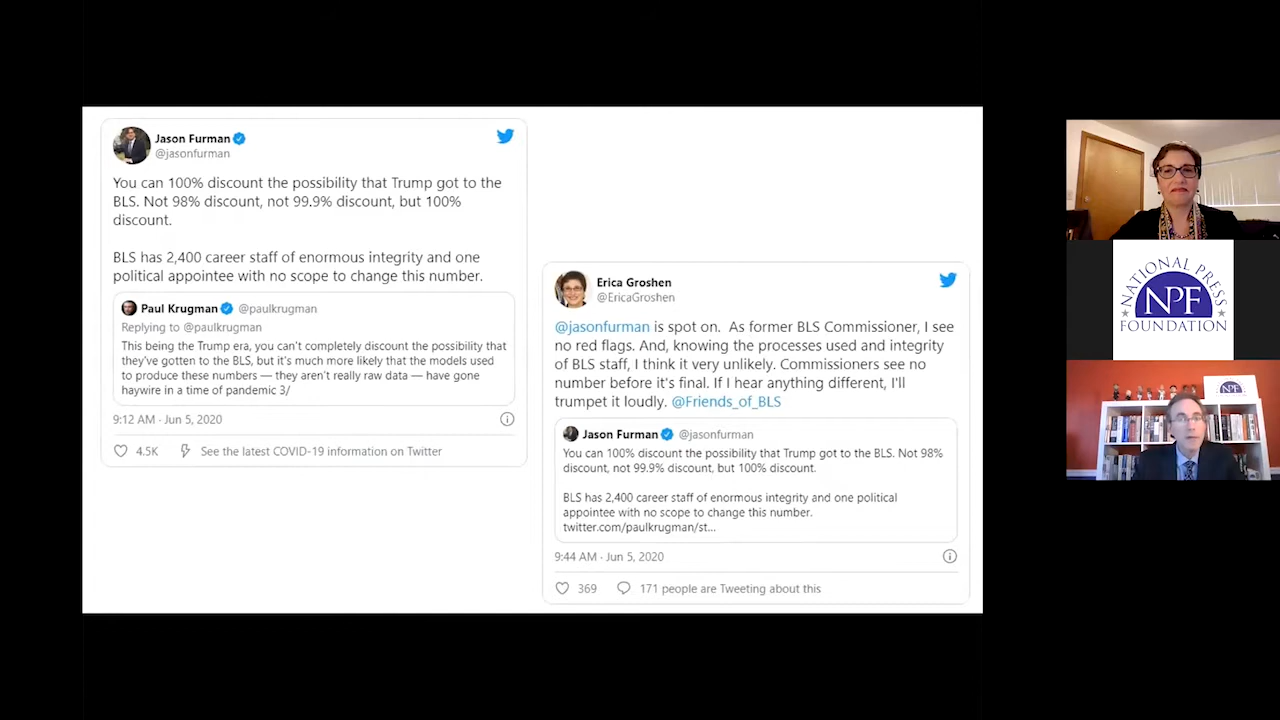 Jason Furman
@jasonfurman
You can 100% discount the possibility that Trump got to the
BLS. Not 98% discount, not 99.9% discount, but 100%
discount.
BLS has 2,400 career staff of enormous integrity and one
political appointee with no scope to change this number.
Paul Krugman @paulkrugman
Replying to @paulkrugman
This being the Trump era, you can't completely discount the possibility that
they've gotten to the BLS, but it's much more likely that the models used
to produce these numbers — they aren't really raw data — have gone
haywire in a time of pandemic 3/
9:12 AM · Jun 5, 2020
4.5K See the latest COVID-19 information on Twitter
Erica Groshen
@EricaGroshen
@jasonfurman is spot on. As former BLS Commissioner, I see
no red flags. And, knowing the processes used and integrity
of BLS staff, I think it very unlikely. Commissioners see no
number before it's final. If I hear anything different, I'll
trumpet it loudly. @Friends_of_BLS
Jason Furman @jasonfurman
You can 100% discount the possibility that Trump got to the BLS. Not 98%
discount, not 99.9% discount, but 100% discount.
BLS has 2,400 career staff of enormous integrity and one political
appointee with no scope to change this number.
twitter.com/paulkrugman/st...
9:44 AM · Jun 5, 2020
369 171 people are Tweeting about this
NATIONAL PRESS
NPF
FOUNDATION
NPF